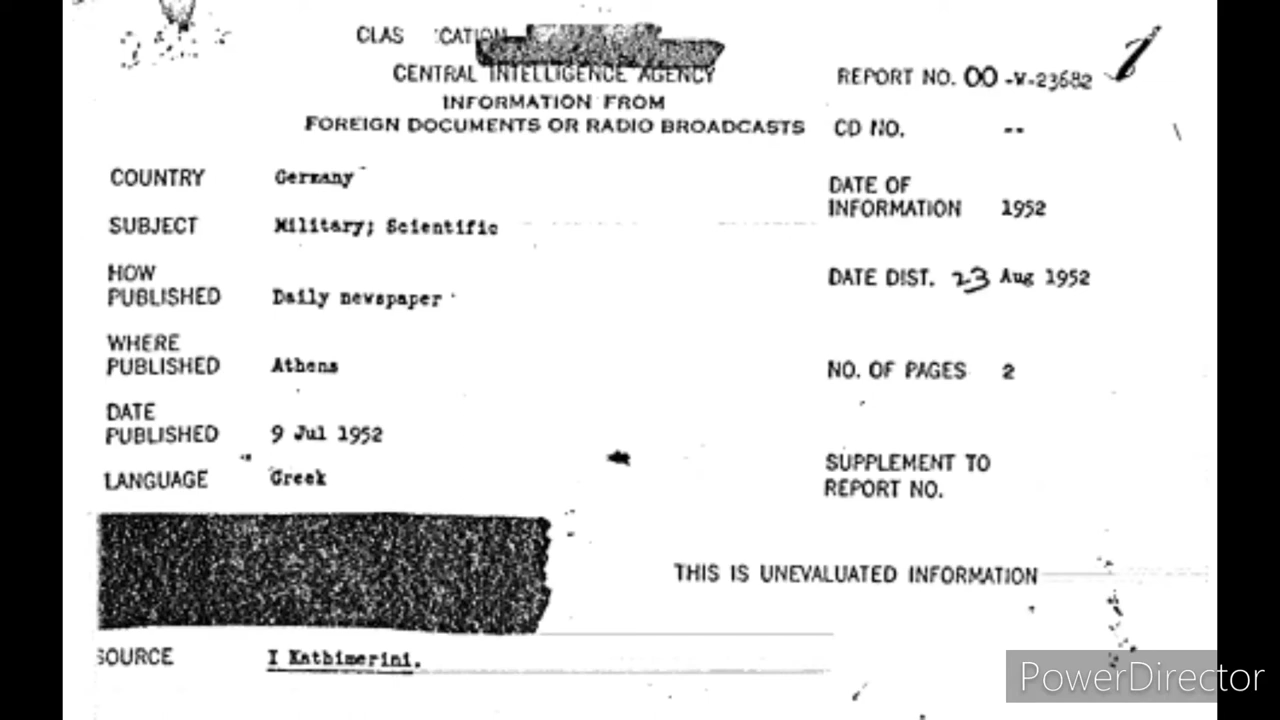 CLAS CATION
CENTRAL INTELLIGENCE AGENCY
INFORMATION FROM
FOREIGN DOCUMENTS OR RADIO BROADCASTS
REPORT NO. 00 -W-23682
CD NO. --
COUNTRY Germany
DATE OF
INFORMATION 1952
SUBJECT Military; Scientific
HOW
PUBLISHED Daily newspaper
DATE DIST. 23 Aug 1952
WHERE
PUBLISHED Athens
NO. OF PAGES 2
DATE
PUBLISHED 9 Jul 1952
LANGUAGE Greek
SUPPLEMENT TO
REPORT NO.
THIS IS UNEVALUATED INFORMATION
SOURCE I Kathimerini.
PowerDirector